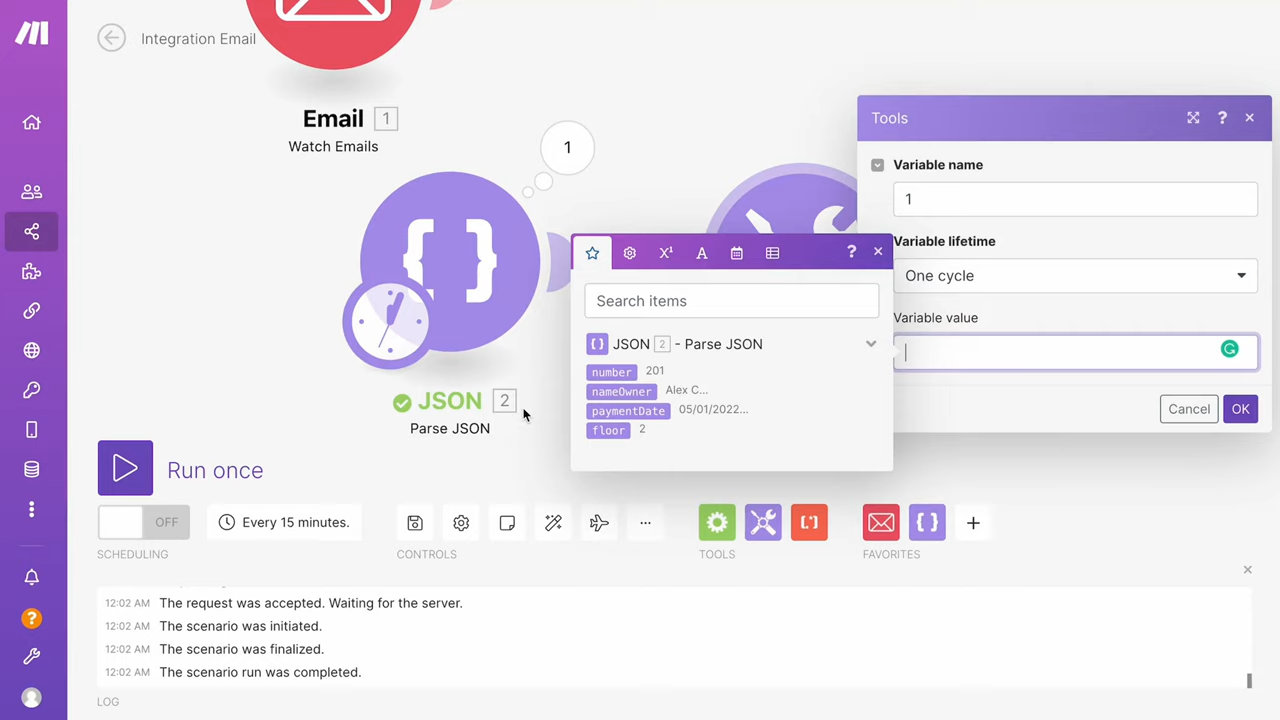 Integration Email
Email 1
Watch Emails
1
JSON 2
Parse JSON
Tools
?
Variable name
1
Variable lifetime
One cycle
Variable value
Cancel
OK
X¹
A
?
Search items
JSON 2 - Parse JSON
number 201
nameOwner Alex C...
paymentDate 05/01/2022...
floor 2
Run once
OFF
Every 15 minutes.
SCHEDULING
CONTROLS
TOOLS
FAVORITES
12:02 AM The request was accepted. Waiting for the server.
12:02 AM The scenario was initiated.
12:02 AM The scenario was finalized.
12:02 AM The scenario run was completed.
LOG